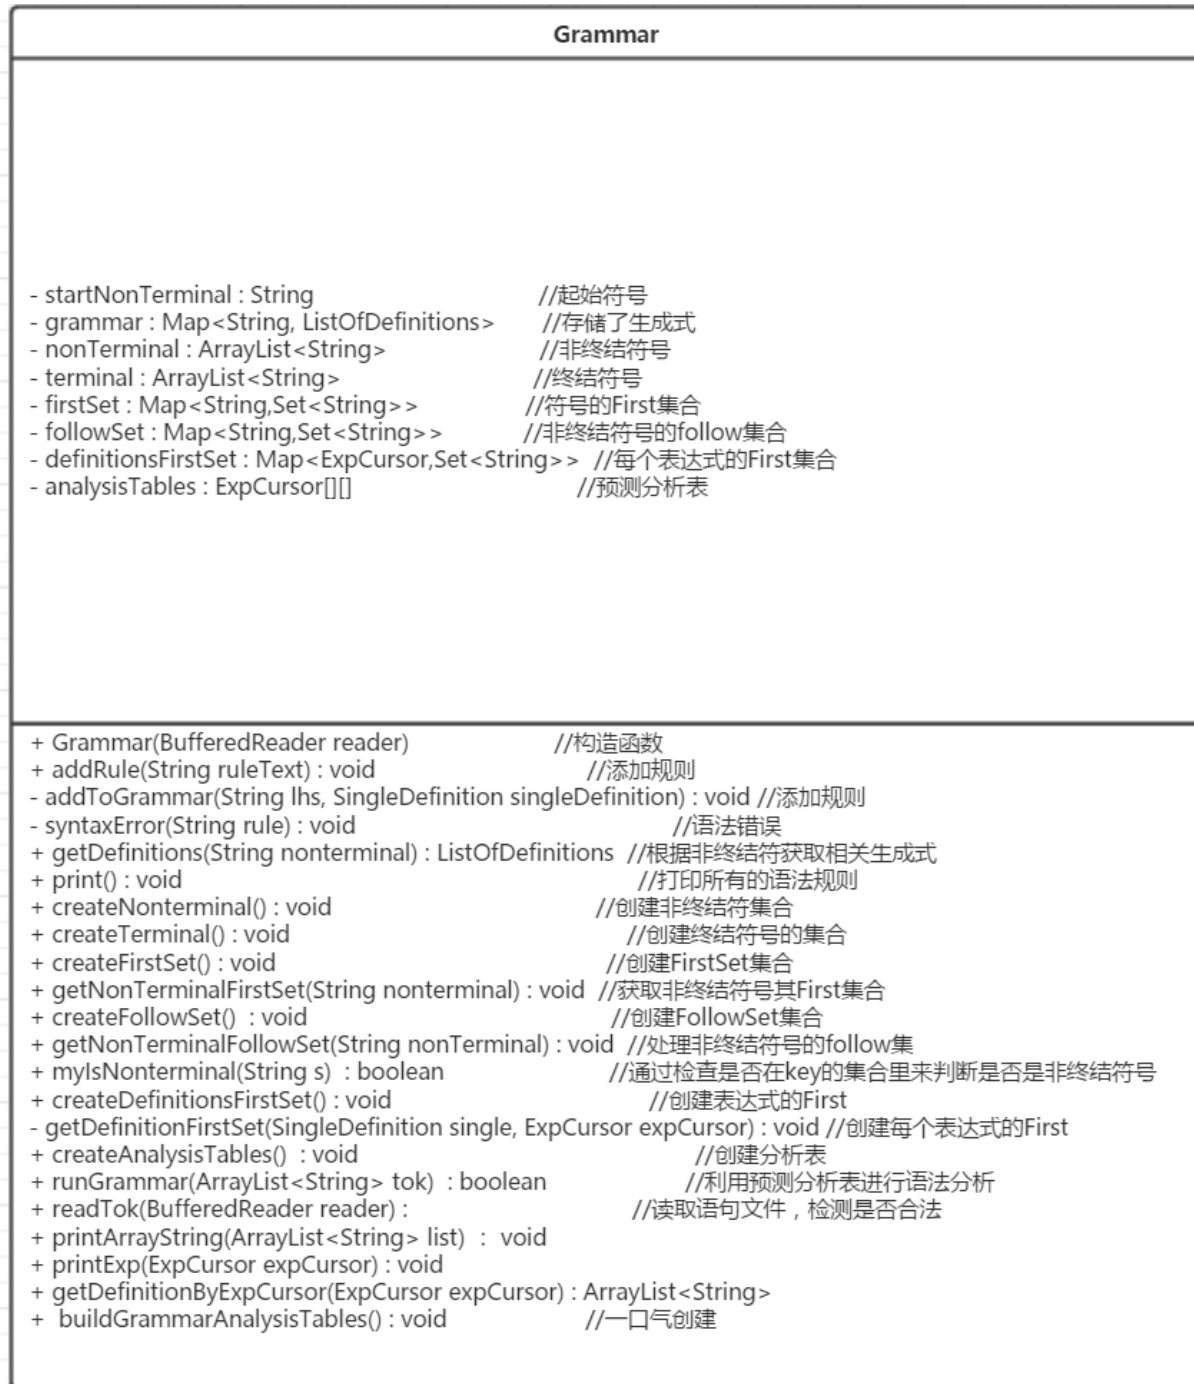 Grammar
- startNonTerminal : String //起始符号
- grammar : Map<String, ListOfDefinitions> //存储了生成式
- nonTerminal : ArrayList<String> //非终结符号
- terminal : ArrayList<String> //终结符号
- firstSet : Map<String,Set<String>> //符号的First集合
- followSet : Map<String,Set<String>> //非终结符号的follow集合
- definitionsFirstSet : Map<ExpCursor,Set<String>> //每个表达式的First集合
- analysisTables : ExpCursor[][] //预测分析表
+ Grammar(BufferedReader reader) //构造函数
+ addRule(String ruleText) : void //添加规则
- addToGrammar(String lhs, SingleDefinition singleDefinition) : void //添加规则
- syntaxError(String rule) : void //语法错误
+ getDefinitions(String nonterminal) : ListOfDefinitions //根据非终结符获取相关生成式
+ print() : void //打印所有的语法规则
+ createNonterminal() : void //创建非终结符集合
+ createTerminal() : void //创建终结符号的集合
+ createFirstSet() : void //创建FirstSet集合
+ getNonTerminalFirstSet(String nonterminal) : void //获取非终结符号其First集合
+ createFollowSet() : void //创建FollowSet集合
+ getNonTerminalFollowSet(String nonTerminal) : void //处理非终结符号的follow集
+ myIsNonterminal(String s) : boolean //通过检查是否在key的集合里来判断是否是非终结符号
+ createDefinitionsFirstSet() : void //创建表达式的First
- getDefinitionFirstSet(SingleDefinition single, ExpCursor expCursor) : void //创建每个表达式的First
+ createAnalysisTables() : void //创建分析表
+ runGrammar(ArrayList<String> tok) : boolean //利用预测分析表进行语法分析
+ readTok(BufferedReader reader) : //读取语句文件，检测是否合法
+ printArrayString(ArrayList<String> list) : void
+ printExp(ExpCursor expCursor) : void
+ getDefinitionByExpCursor(ExpCursor expCursor) : ArrayList<String>
+ buildGrammarAnalysisTables() : void //一口气创建